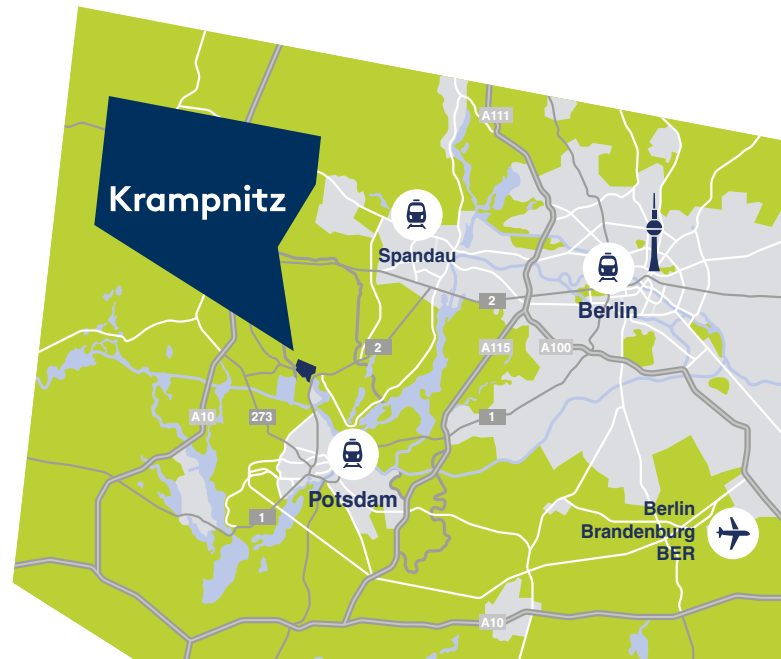 A111
Krampnitz
Spandau
2
Berlin
2
A115
A100
A10
273
1
Potsdam
1
Berlin
Brandenburg
BER
A10